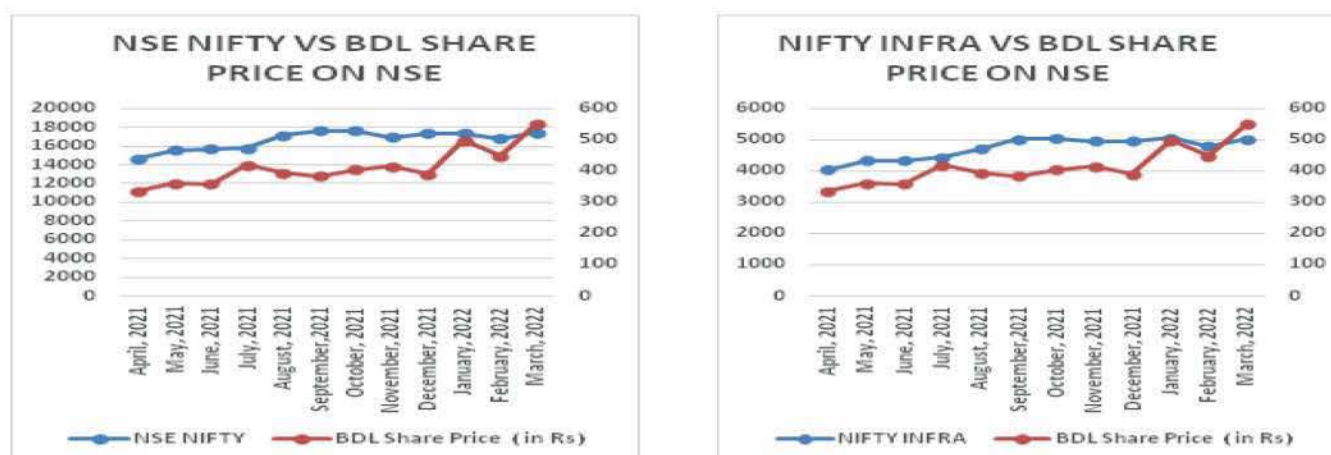 NSE NIFTY VS BDL SHARE
PRICE ON NSE
20000
18000
16000
14000
12000
10000
8000
6000
4000
2000
0
600
500
400
300
200
100
0
April, 2021
May, 2021
June, 2021
July, 2021
August, 2021
September,2021
October, 2021
November, 2021
December, 2021
January, 2022
February, 2022
March, 2022
NSE NIFTY
BDL Share Price (in Rs)
NIFTY INFRA VS BDL SHARE
PRICE ON NSE
6000
5000
4000
3000
2000
1000
0
600
500
400
300
200
100
0
April, 2021
May, 2021
June, 2021
July, 2021
August, 2021
September,2021
October, 2021
November, 2021
December, 2021
January, 2022
February, 2022
March, 2022
NIFTY INFRA
BDL Share Price (in Rs)